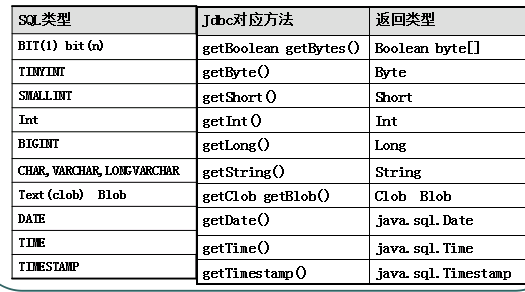 SQL类型 Jdbc对应方法 返回类型
BIT(1) bit(n) getBoolean getBytes() Boolean byte[]
TINYINT getByte() Byte
SMALLINT getShort() Short
Int getInt() Int
BIGINT getLong() Long
CHAR,VARCHAR,LONGVARCHAR getString() String
Text(clob) Blob getClob getBlob() Clob Blob
DATE getDate() java.sql.Date
TIME getTime() java.sql.Time
TIMESTAMP getTimestamp() java.sql.Timestamp